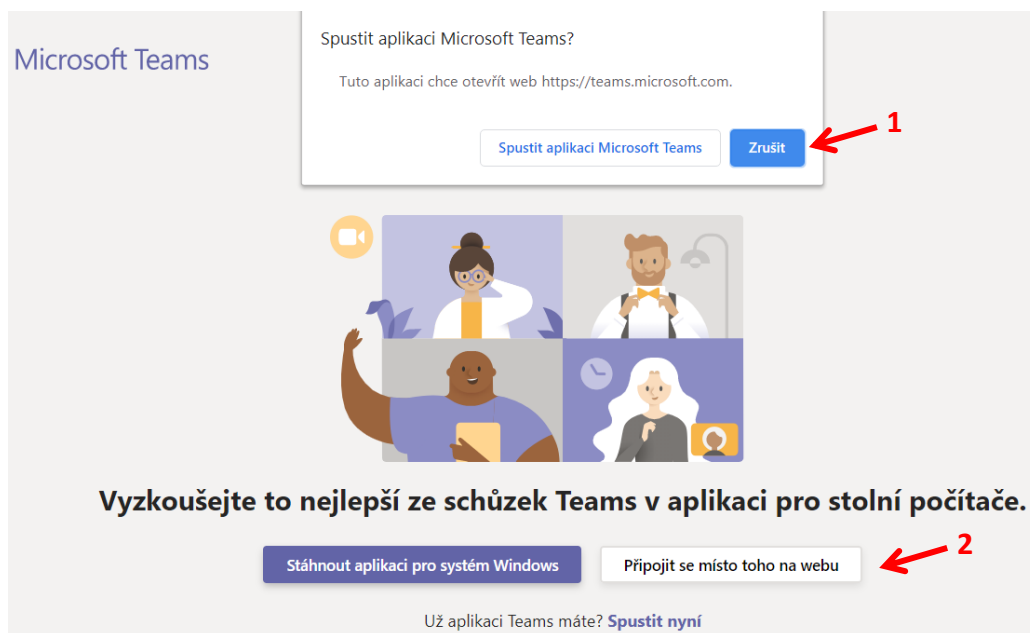 Microsoft Teams
Spustit aplikaci Microsoft Teams?
Tuto aplikaci chce otevřít web https://teams.microsoft.com.
Spustit aplikaci Microsoft Teams
Zrušit
1
Vyzkoušejte to nejlepší ze schůzek Teams v aplikaci pro stolní počítače.
Stáhnout aplikaci pro systém Windows
Připojit se místo toho na webu
2
Už aplikaci Teams máte? Spustit nyní